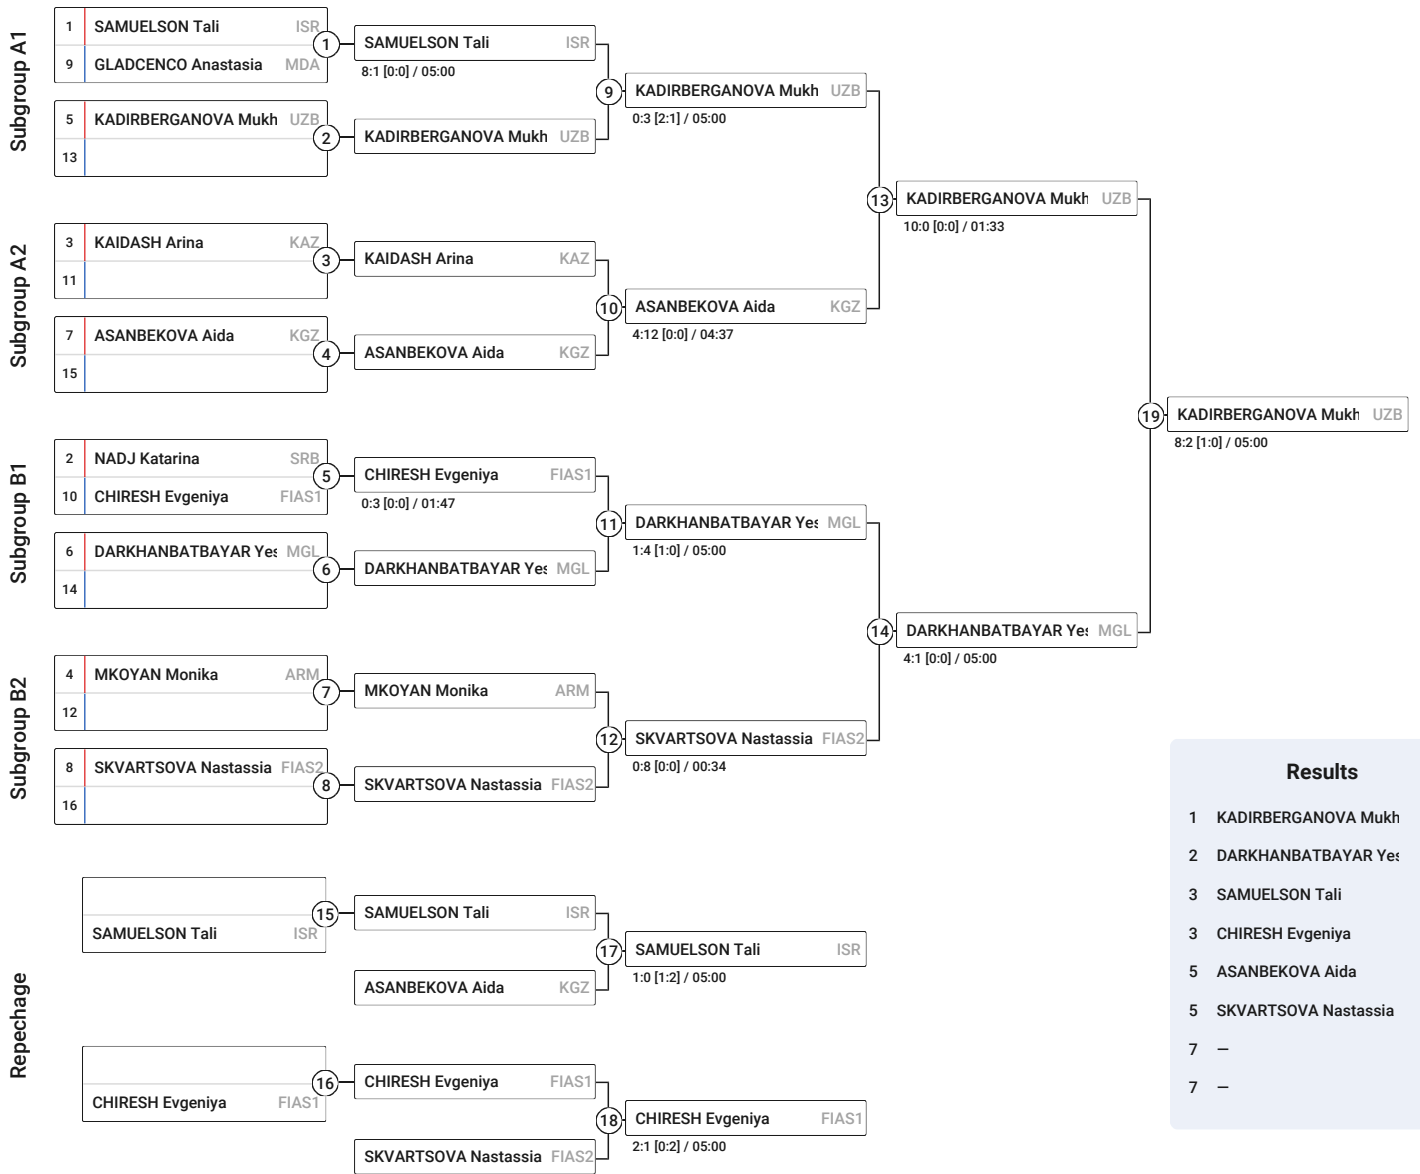 Subgroup A1
1 SAMUELSON Tali ISR
9 GLADCENCO Anastasia MDA
1
SAMUELSON Tali ISR
8:1 [0:0] / 05:00
5 KADIRBERGANOVA Mukh UZB
13
2
KADIRBERGANOVA Mukh UZB
9
KADIRBERGANOVA Mukh UZB
0:3 [2:1] / 05:00
Subgroup A2
3 KAIDASH Arina KAZ
11
3
KAIDASH Arina KAZ
7 ASANBEKOVA Aida KGZ
15
4
ASANBEKOVA Aida KGZ
10
ASANBEKOVA Aida KGZ
4:12 [0:0] / 04:37
13
KADIRBERGANOVA Mukh UZB
10:0 [0:0] / 01:33
Subgroup B1
2 NADJ Katarina SRB
10 CHIRESH Evgeniya FIAS1
5
CHIRESH Evgeniya FIAS1
0:3 [0:0] / 01:47
6 DARKHANBATBAYAR Yes MGL
14
6
DARKHANBATBAYAR Yes MGL
11
DARKHANBATBAYAR Yes MGL
1:4 [1:0] / 05:00
Subgroup B2
4 MKOYAN Monika ARM
12
7
MKOYAN Monika ARM
8 SKVARTSOVA Nastassia FIAS2
16
8
SKVARTSOVA Nastassia FIAS2
12
SKVARTSOVA Nastassia FIAS2
0:8 [0:0] / 00:34
14
DARKHANBATBAYAR Yes MGL
4:1 [0:0] / 05:00
19
KADIRBERGANOVA Mukh UZB
8:2 [1:0] / 05:00
Repechage
SAMUELSON Tali ISR
15
SAMUELSON Tali ISR
ASANBEKOVA Aida KGZ
17
SAMUELSON Tali ISR
1:0 [1:2] / 05:00
CHIRESH Evgeniya FIAS1
16
CHIRESH Evgeniya FIAS1
SKVARTSOVA Nastassia FIAS2
18
CHIRESH Evgeniya FIAS1
2:1 [0:2] / 05:00
Results
1 KADIRBERGANOVA Mukh
2 DARKHANBATBAYAR Yes
3 SAMUELSON Tali
3 CHIRESH Evgeniya
5 ASANBEKOVA Aida
5 SKVARTSOVA Nastassia
7 —
7 —